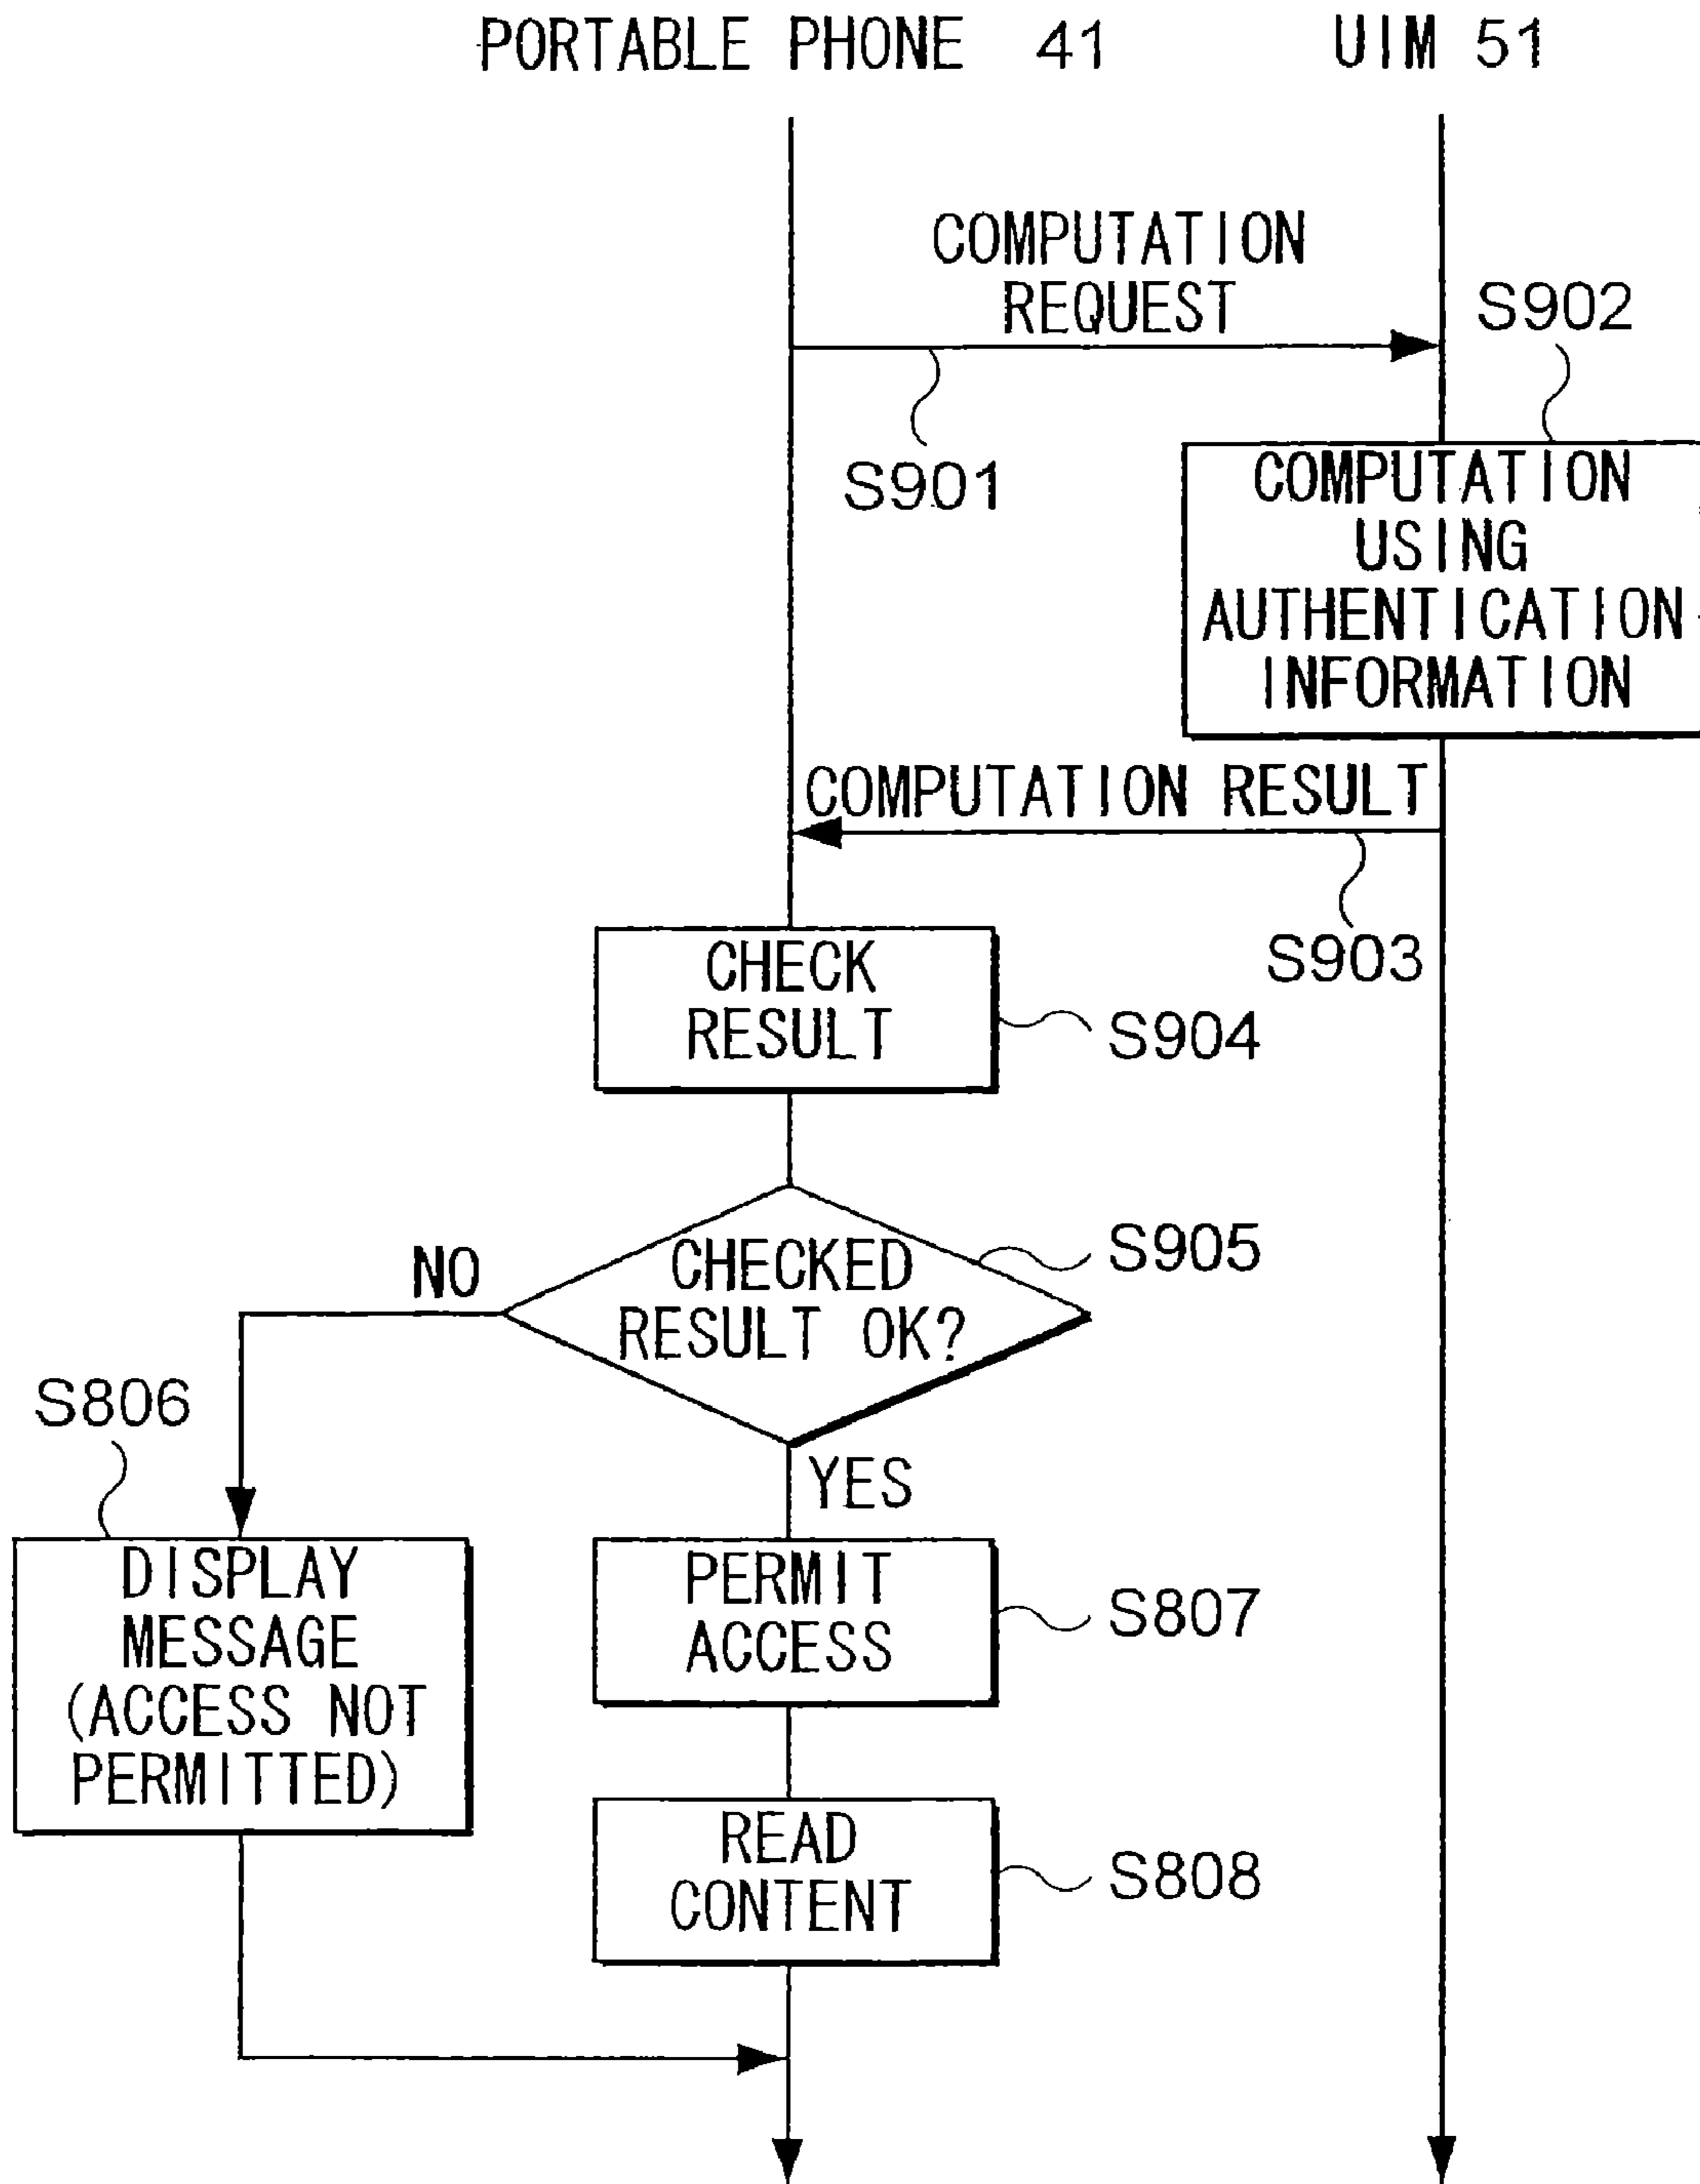 PORTABLE PHONE 41
UIM 51
COMPUTATION
REQUEST
S902
S901
COMPUTATION
USING
AUTHENTICATION
INFORMATION
COMPUTATION RESULT
S903
CHECK
RESULT
S904
CHECKED
RESULT OK?
S905
NO
S806
YES
DISPLAY
MESSAGE
(ACCESS NOT
PERMITTED)
PERMIT
ACCESS
S807
READ
CONTENT
S808